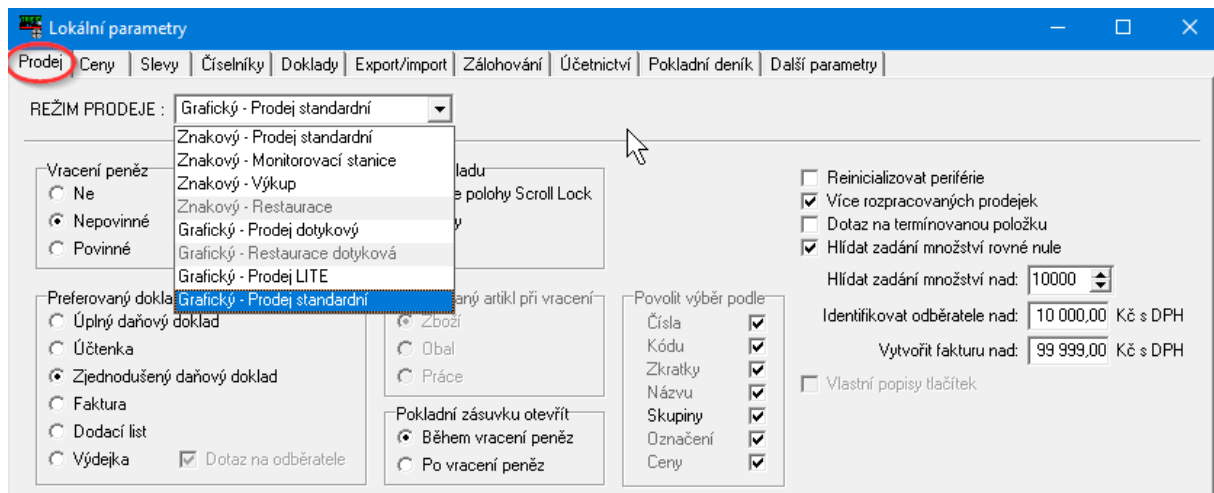 Lokální parametry
Prodej Ceny Slevy Číselníky Doklady Export/import Zálohování Účetnictví Pokladní deník Další parametry
REŽIM PRODEJE : Grafický - Prodej standardní
Znakový - Prodej standardní
Znakový - Monitorovací stanice
Znakový - Výkup
Znakový - Restaurace
Grafický - Prodej dotykový
Grafický - Restaurace dotyková
Grafický - Prodej LITE
Grafický - Prodej standardní
Vracení peněz
Ne
Nepovinné
Povinné
ladu
e polohy Scroll Lock
y
Reinicializovat periférie
Více rozpracovaných prodejek
Dotaz na termínovanou položku
Hlídat zadání množství rovné nule
Hlídat zadání množství nad: 10000
Identifikovat odběratele nad: 10 000,00 Kč s DPH
Vytvořit fakturu nad: 99 999,00 Kč s DPH
Vlastní popisy tlačítek
Preferovaný dokla
Úplný daňový doklad
Účtenka
Zjednodušený daňový doklad
Faktura
Dodací list
Výdejka Dotaz na odběratele
aný artikl při vracení
Zboží
Obal
Práce
Pokladní zásuvku otevřít
Během vracení peněz
Po vracení peněz
Povolit výběr podle
Čísla
Kódu
Zkratky
Názvu
Skupiny
Označení
Ceny